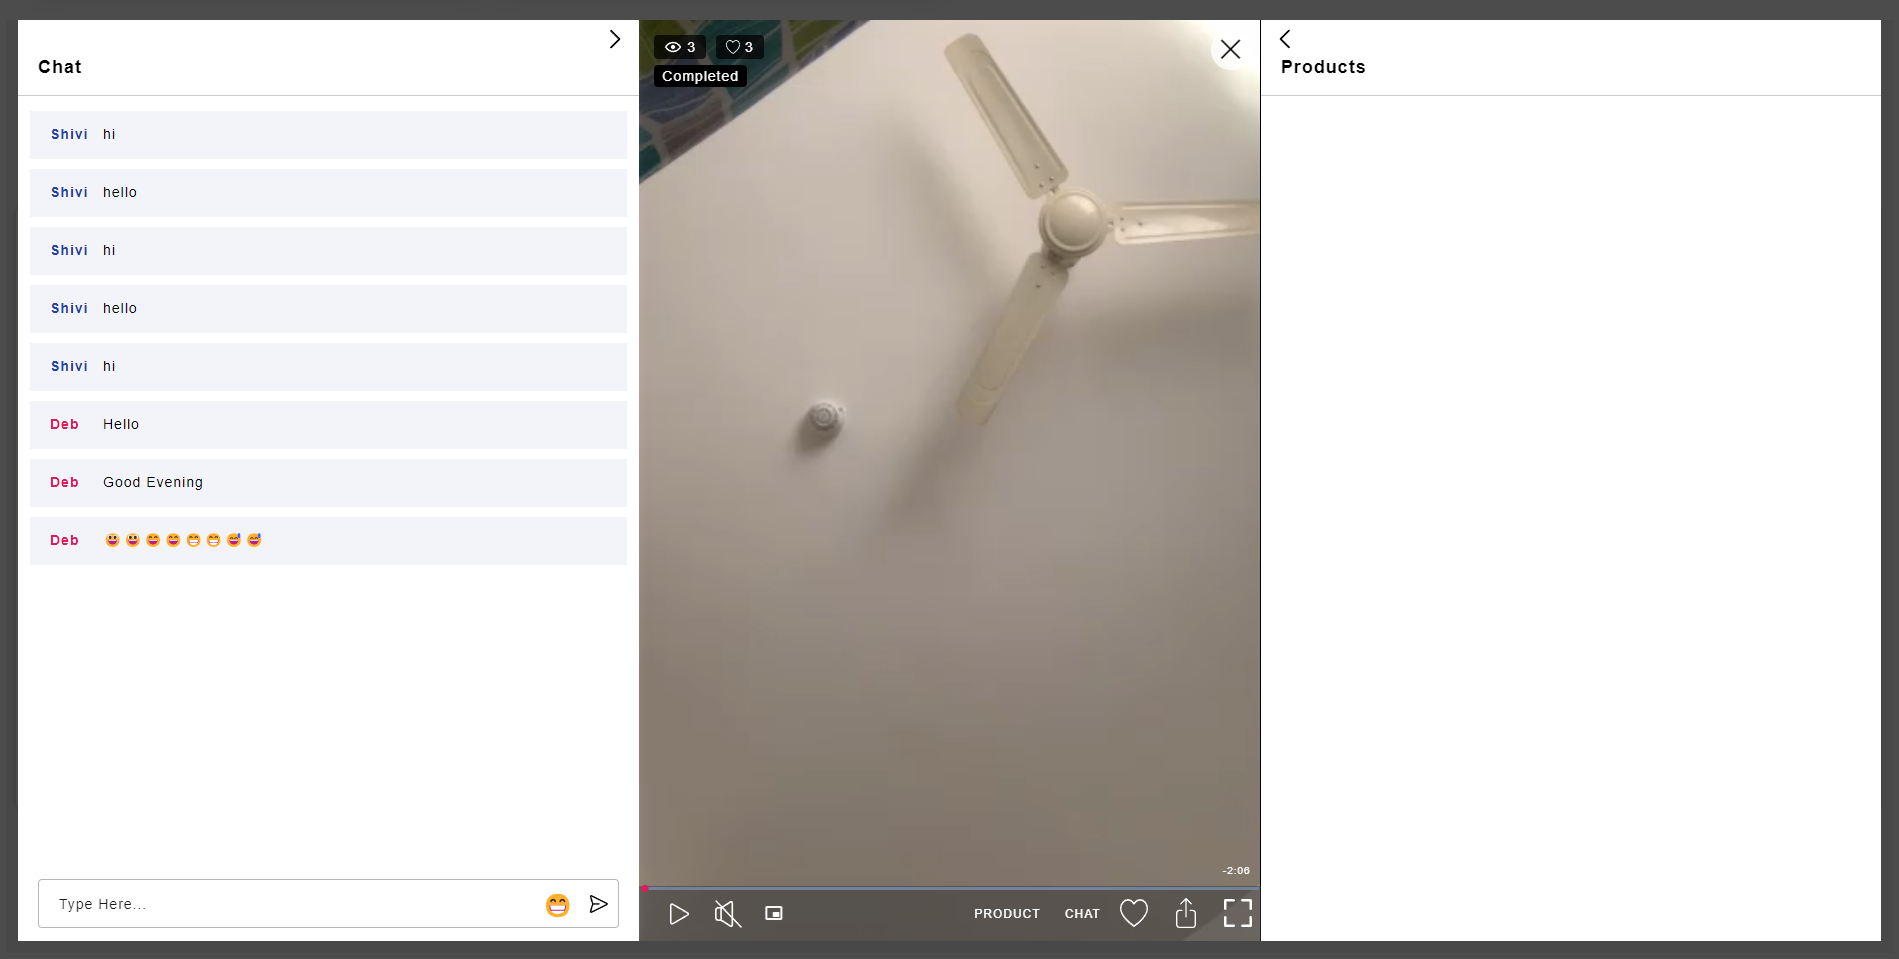 Chat
Shivi hi
Shivi hello
Shivi hi
Shivi hello
Shivi hi
Deb Hello
Deb Good Evening
Deb 😃😃😄😄😁😁😅😅
Type Here...
3 3
Completed
-2:06
PRODUCT CHAT
Products